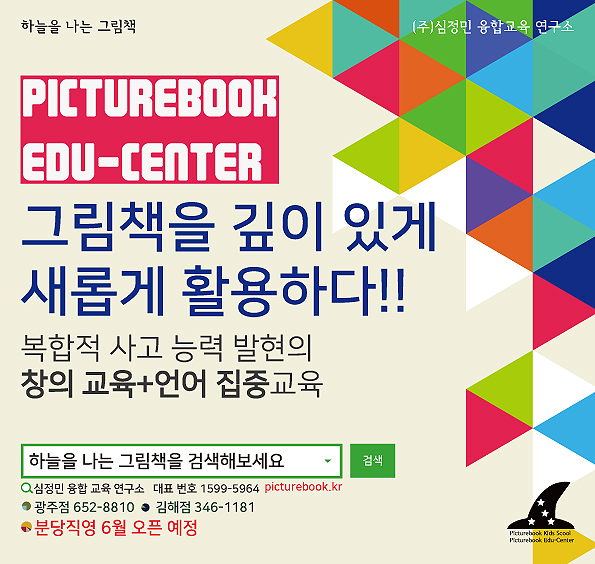 하늘을 나는 그림책
(주)심정민 융합교육 연구소
PICTUREBOOK
EDU-CENTER
그림책을 깊이 있게
새롭게 활용하다!!
복합적 사고 능력 발현의
창의 교육+언어 집중교육
하늘을 나는 그림책을 검색해보세요
검색
심정민 융합 교육 연구소 대표 번호 1599-5964 picturebook.kr
광주점 652-8810 김해점 346-1181
분당직영 6월 오픈 예정
Picturebook Kids Scool
Picturebook Edu-Center